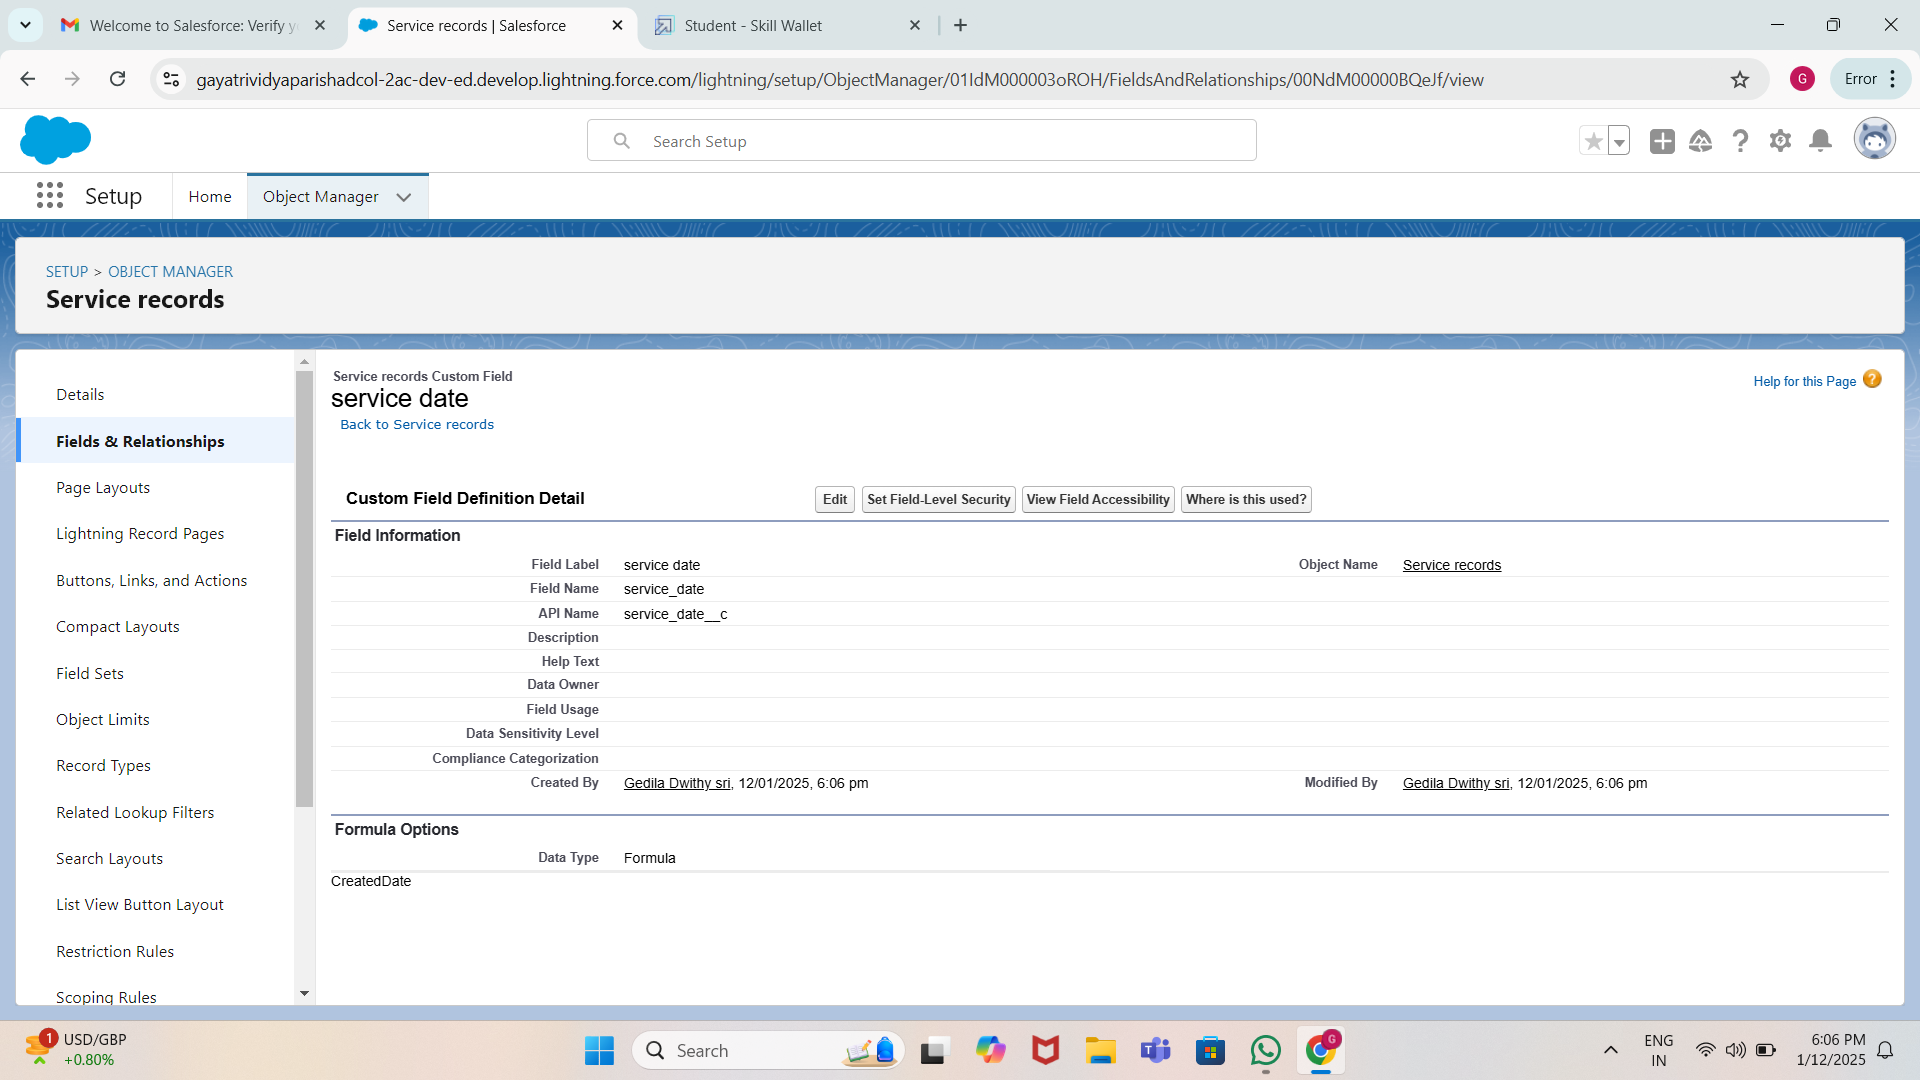 Welcome to Salesforce: Verify y
Service records | Salesforce
Student - Skill Wallet
gayatrividyaparishadcol-2ac-dev-ed.develop.lightning.force.com/lightning/setup/ObjectManager/01IdM000003oROH/FieldsAndRelationships/00NdM00000BQeJf/view
G
Error
Search Setup
Setup
Home
Object Manager
SETUP > OBJECT MANAGER
Service records
Details
Fields & Relationships
Page Layouts
Lightning Record Pages
Buttons, Links, and Actions
Compact Layouts
Field Sets
Object Limits
Record Types
Related Lookup Filters
Search Layouts
List View Button Layout
Restriction Rules
Scoping Rules
Service records Custom Field
service date
Back to Service records
Help for this Page ?
Custom Field Definition Detail
Edit
Set Field-Level Security
View Field Accessibility
Where is this used?
Field Information
Field Label service date
Object Name Service records
Field Name service_date
API Name service_date__c
Description
Help Text
Data Owner
Field Usage
Data Sensitivity Level
Compliance Categorization
Created By Gedila Dwithy sri, 12/01/2025, 6:06 pm
Modified By Gedila Dwithy sri, 12/01/2025, 6:06 pm
Formula Options
Data Type Formula
CreatedDate
1
USD/GBP
+0.80%
Search
G
ENG
IN
6:06 PM
1/12/2025